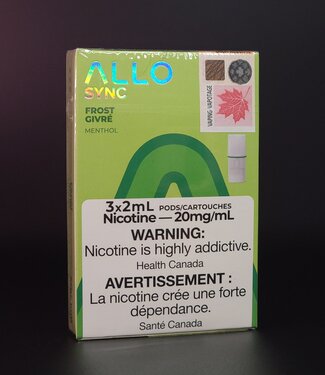 ALLO
SYNC
FROST
GIVRÉ
MENTHOL
VAPING • VAPOTAGE
3x2mL PODS/CARTOUCHES
Nicotine — 20mg/mL
WARNING:
Nicotine is highly addictive.
Health Canada
AVERTISSEMENT :
La nicotine crée une forte
dépendance.
Santé Canada